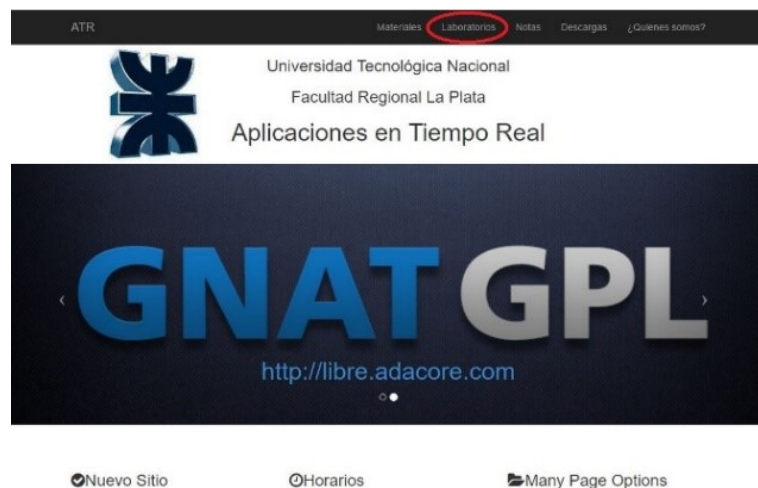 ATR Materiales Laboratorios Notas Descargas ¿Quienes somos?
Universidad Tecnológica Nacional
Facultad Regional La Plata
Aplicaciones en Tiempo Real
GNAT GPL
http://libre.adacore.com
Nuevo Sitio Horarios Many Page Options